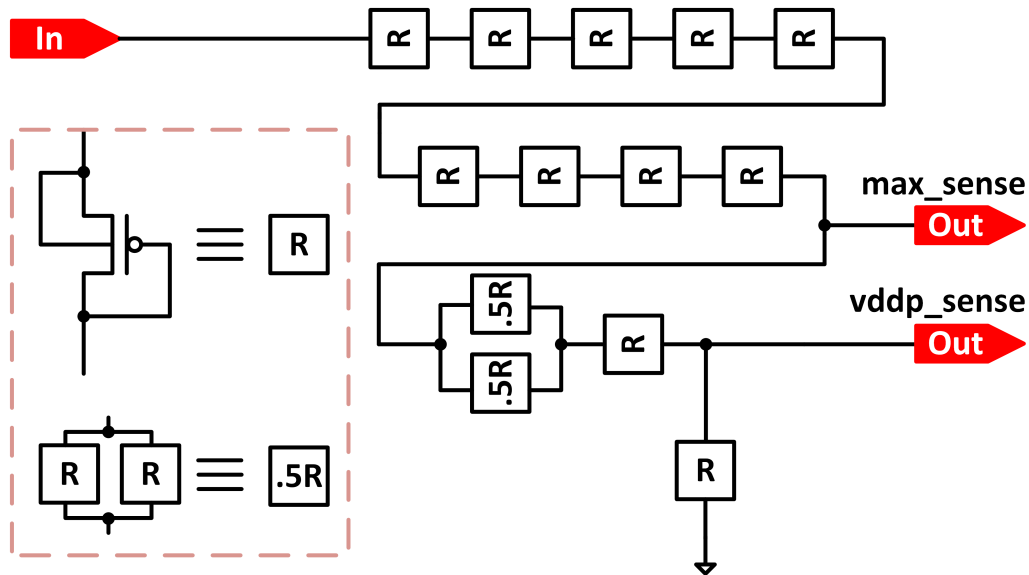 In
R R R R R
R R R R
max_sense
Out
R
.5R
vddp_sense
.5R
R
Out
R R .5R
R